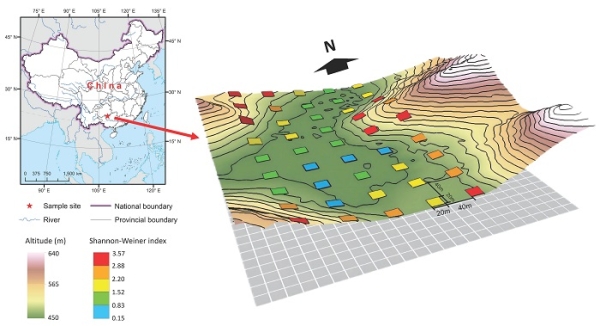 75° E 90° E 105° E 120° E 135° E
45° N
45° N
30° N
30° N
15° N
15° N
China
0 375 750 1,500 km
90° E 105° E 120° E
Sample site
National boundary
River
Provincial boundary
Altitude (m)
640
565
450
Shannon-Weiner index
3.57
2.88
2.20
1.52
0.83
0.15
N
20m 40m